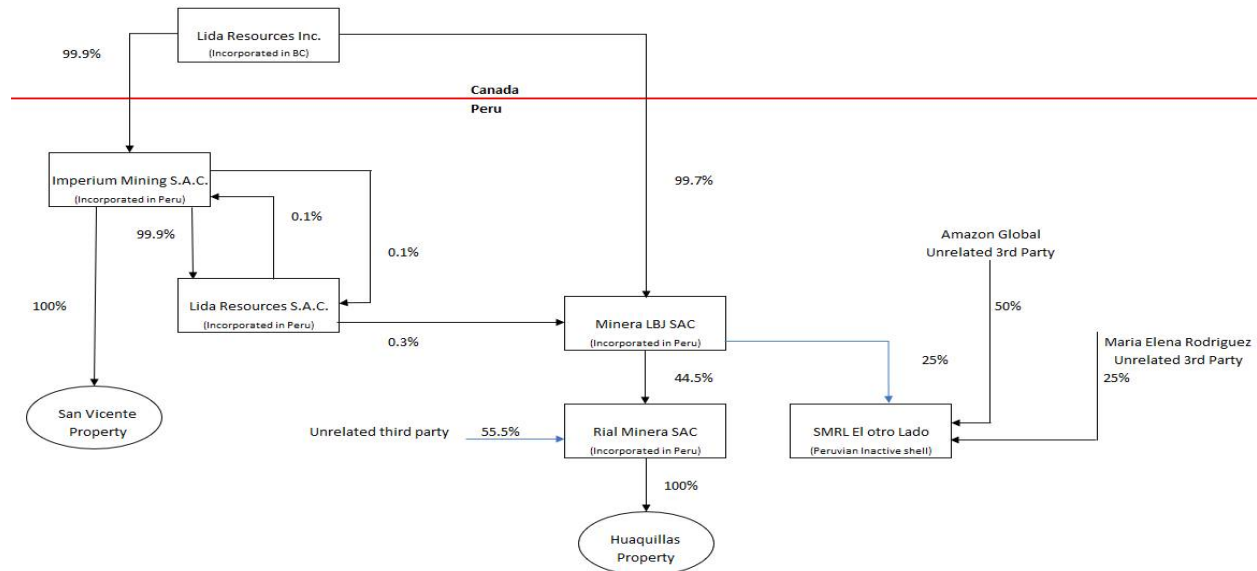 Lida Resources Inc.
(Incorporated in BC)
99.9%
Canada
Peru
Imperium Mining S.A.C.
(Incorporated in Peru)
99.7%
0.1%
99.9%
Amazon Global
Unrelated 3rd Party
0.1%
100%
Lida Resources S.A.C.
(Incorporated in Peru)
50%
Minera LBJ SAC
(Incorporated in Peru)
0.3%
Maria Elena Rodriguez
Unrelated 3rd Party
25%
25%
44.5%
San Vicente
Property
Unrelated third party
55.5%
Rial Minera SAC
(Incorporated in Peru)
SMRL El otro Lado
(Peruvian Inactive shell)
100%
Huaquillas
Property